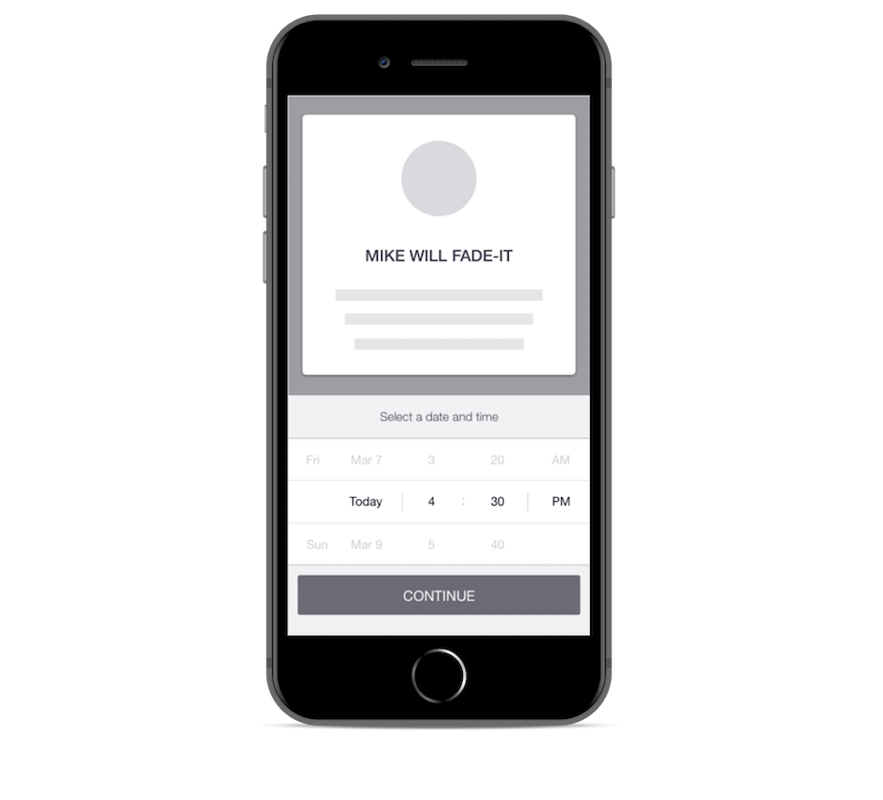 MIKE WILL FADE-IT
Select a date and time
Fri Mar 7 3 20 AM
Today 4 : 30 PM
Sun Mar 9 5 40
CONTINUE